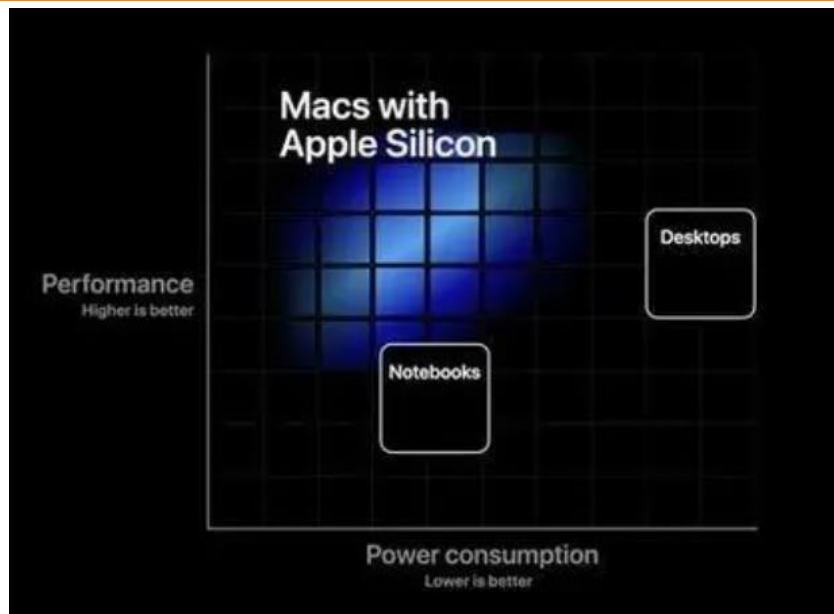 Macs with
Apple Silicon
Desktops
Performance
Higher is better
Notebooks
Power consumption
Lower is better